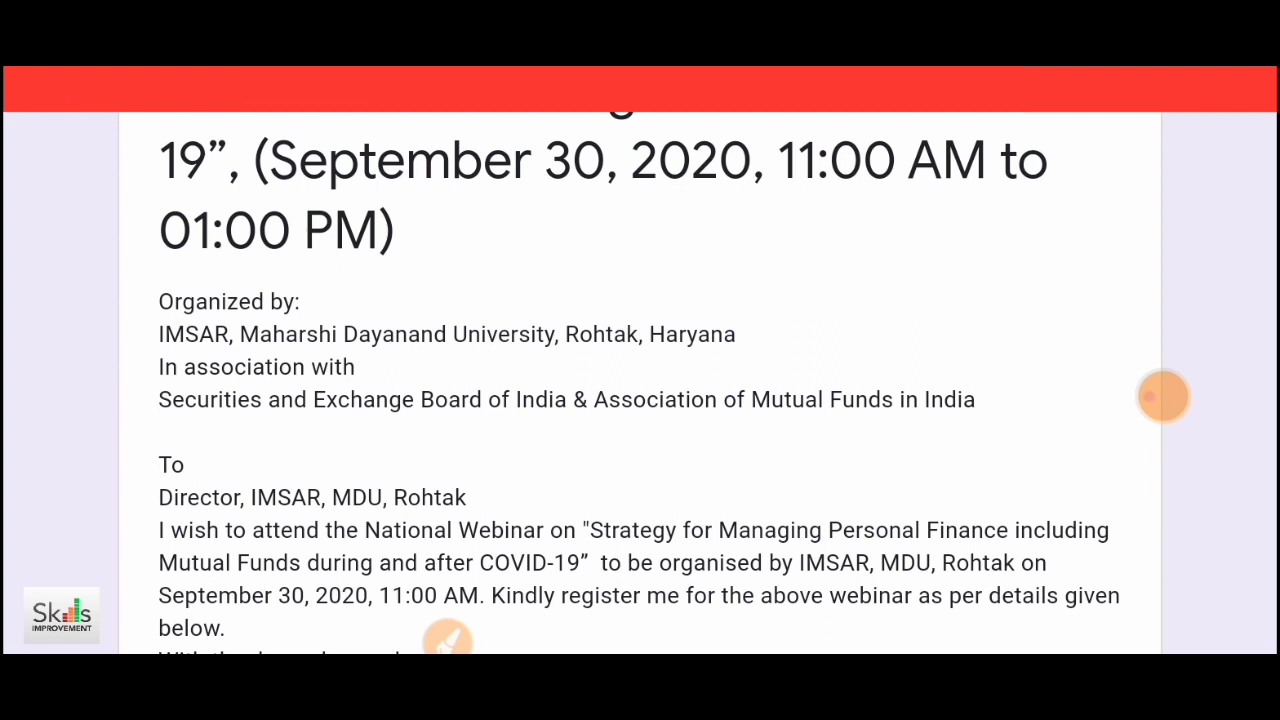 19”, (September 30, 2020, 11:00 AM to
01:00 PM)
Organized by:
IMSAR, Maharshi Dayanand University, Rohtak, Haryana
In association with
Securities and Exchange Board of India & Association of Mutual Funds in India
To
Director, IMSAR, MDU, Rohtak
I wish to attend the National Webinar on "Strategy for Managing Personal Finance including
Mutual Funds during and after COVID-19” to be organised by IMSAR, MDU, Rohtak on
September 30, 2020, 11:00 AM. Kindly register me for the above webinar as per details given
below.
Skills
IMPROVEMENT